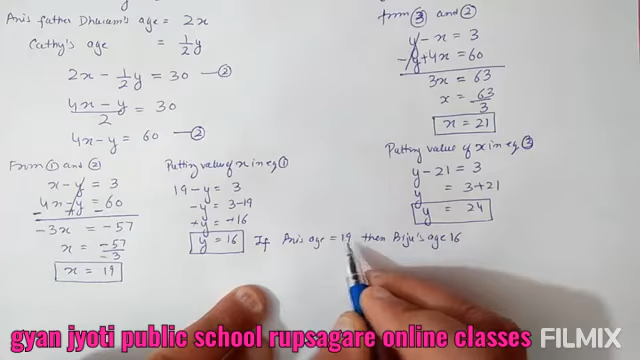 Ani's father Dharam's age = 2x
Cathy's age = 1/2 y
2x - 1/2 y = 30 —②
4x - y / 2 = 30
4x - y = 60 —②
From ① and ②
x - y = 3
4x - y = 60
- + -
-3x = -57
x = -57/-3
x = 19
Putting value of x in eq ①
19 - y = 3
-y = 3-19
+y = +16
y = 16
If Ani's age = 19 then Biju's age 16
from ③ and ②
y - x = 3
-y + 4x = 60
3x = 63
x = 63/3
x = 21
Putting value of x in eq ③
y - 21 = 3
y = 3+21
y = 24
gyan jyoti public school rupsagare online classes
FILMIX